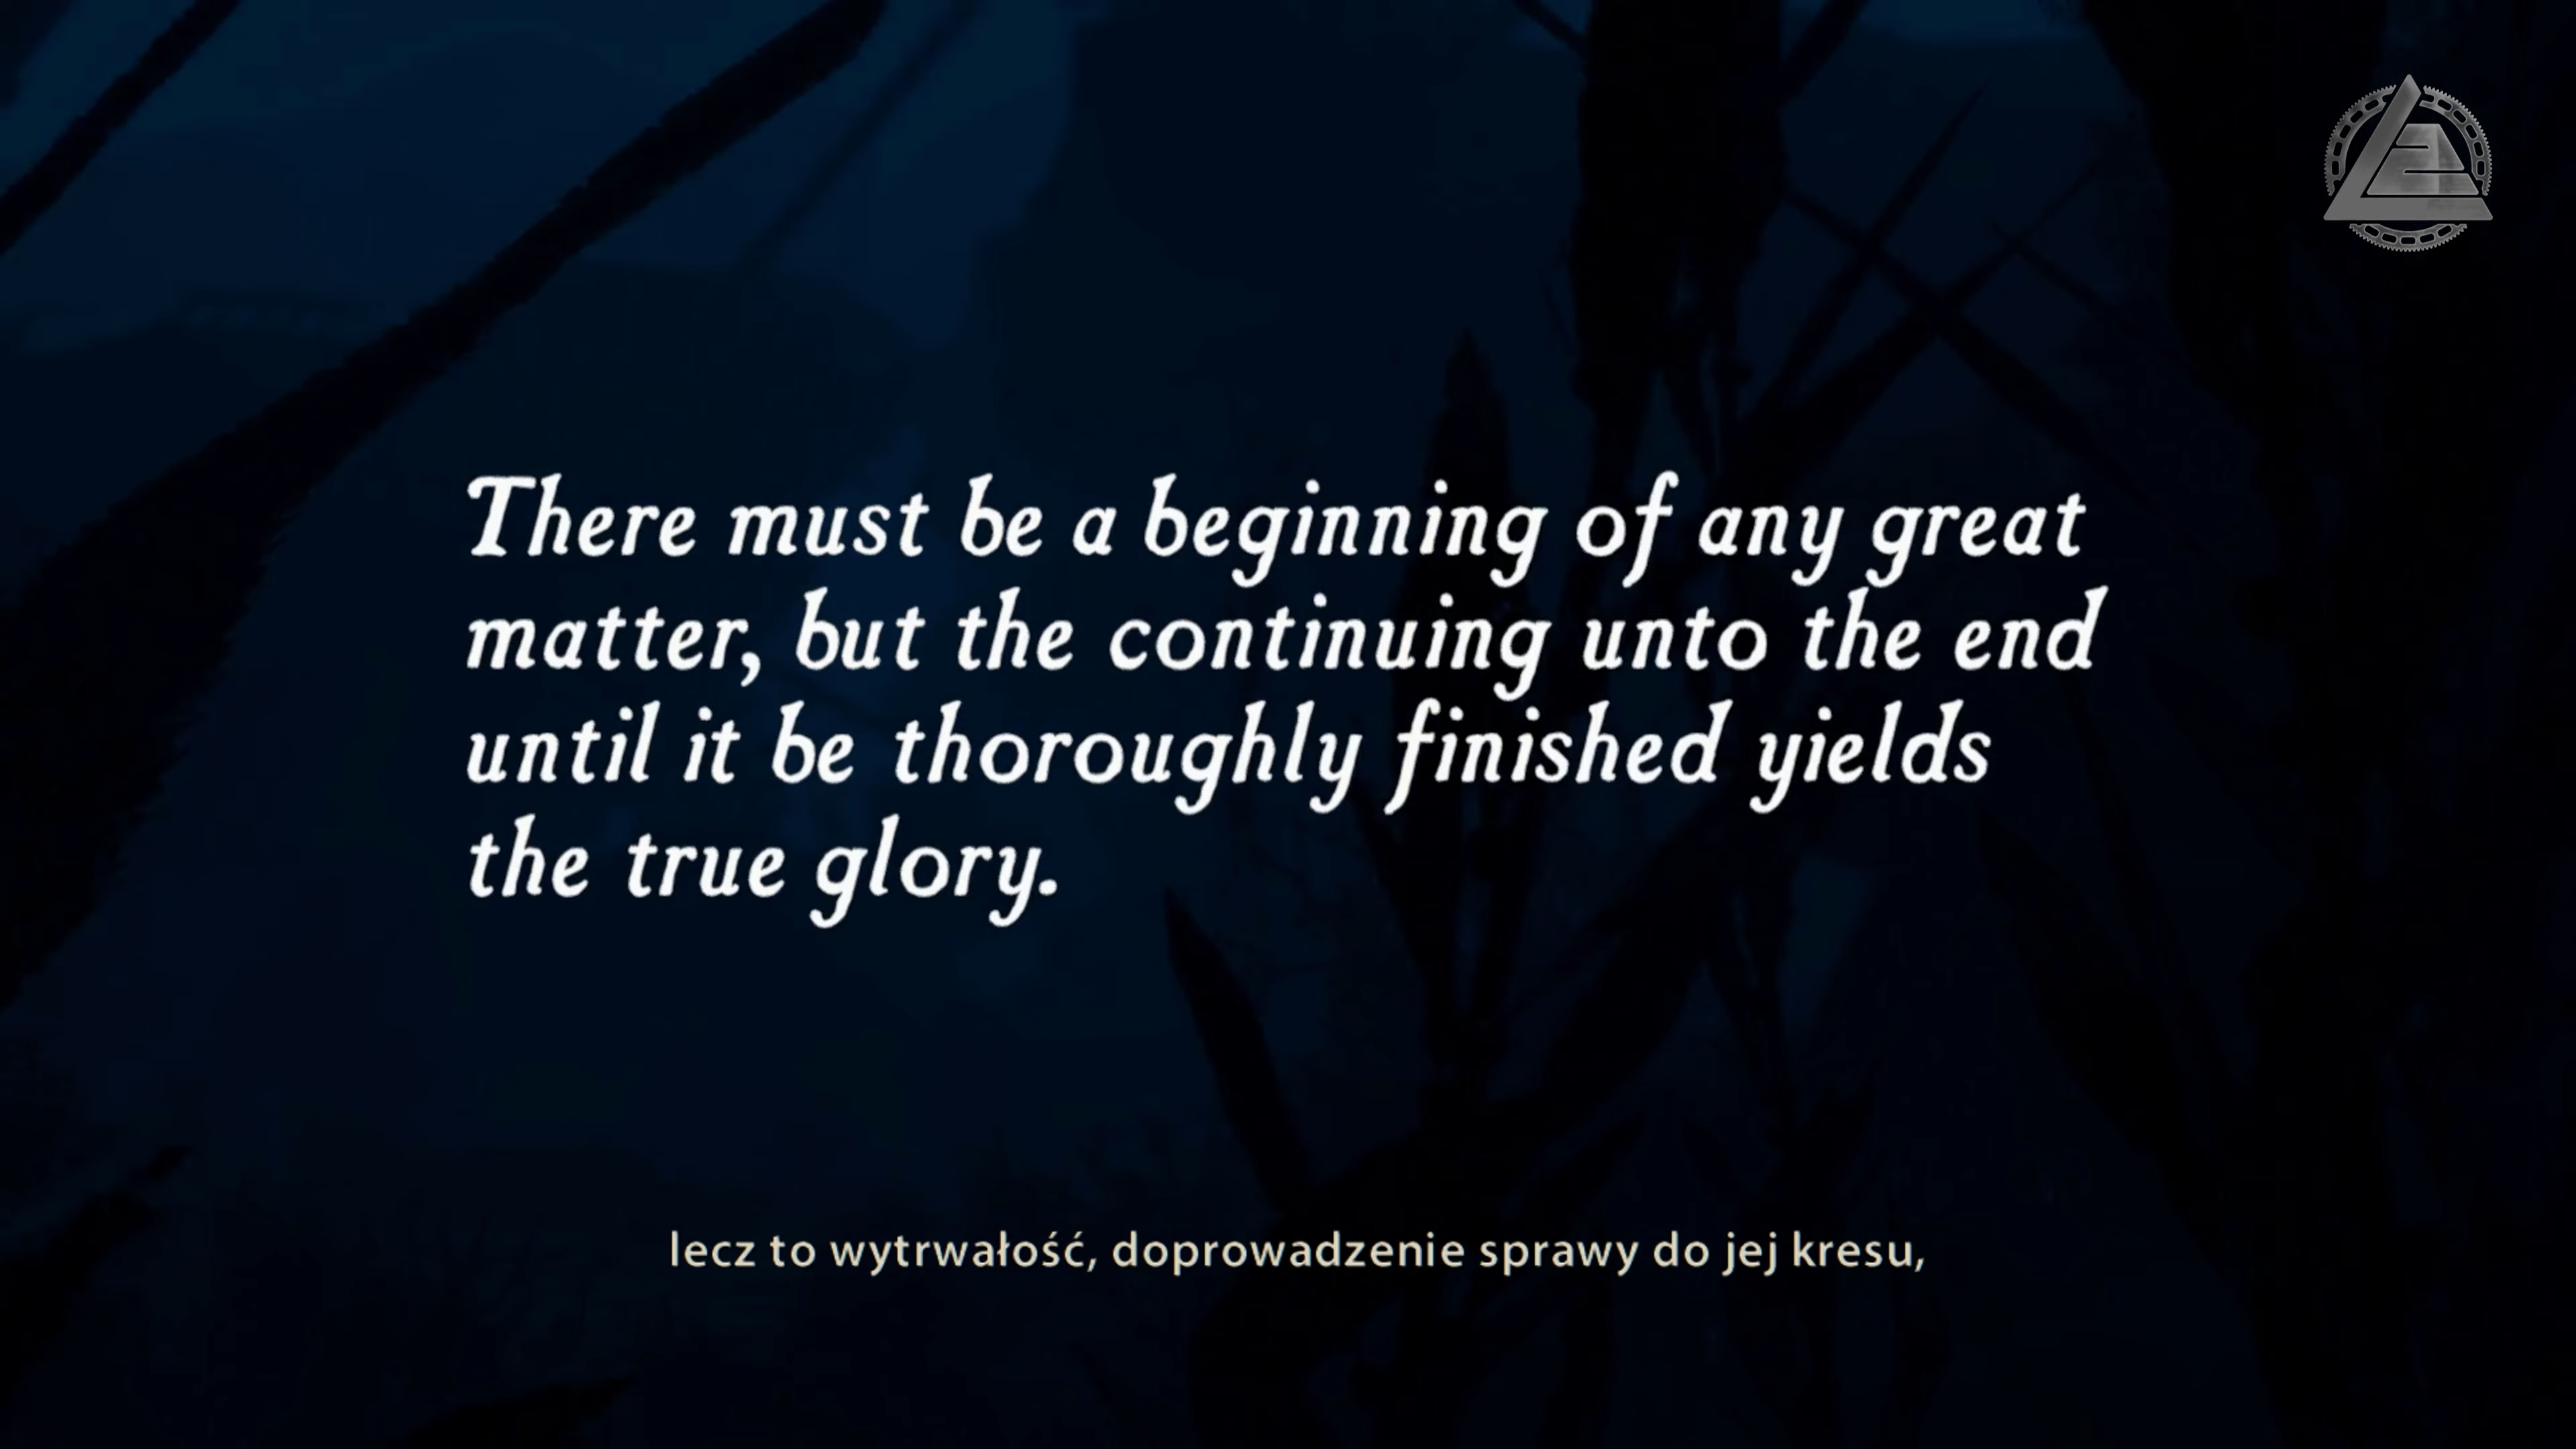 There must be a beginning of any great
matter, but the continuing unto the end
until it be thoroughly finished yields
the true glory.
lecz to wytrwałość, doprowadzenie sprawy do jej kresu,